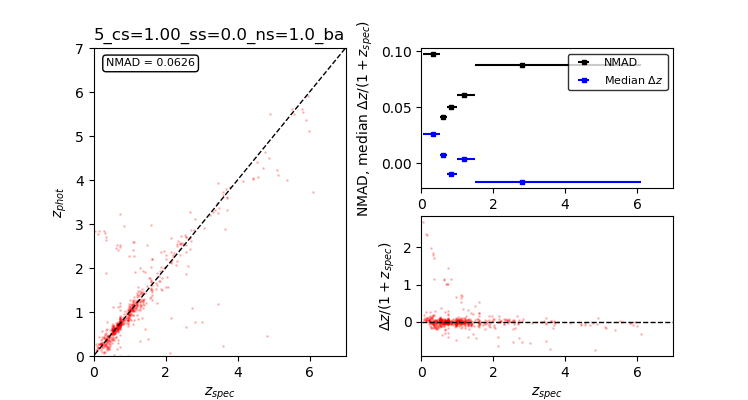 5_cs=1.00_ss=0.0_ns=1.0_ba
NMAD = 0.0626
7
6
5
4
3
2
1
0
z_phot
0 2 4 6
z_spec
NMAD, median Δz/(1 + z_spec)
0.10
0.05
0.00
NMAD
Median Δz
0 2 4 6
Δz/(1 + z_spec)
2
1
0
0 2 4 6
z_spec